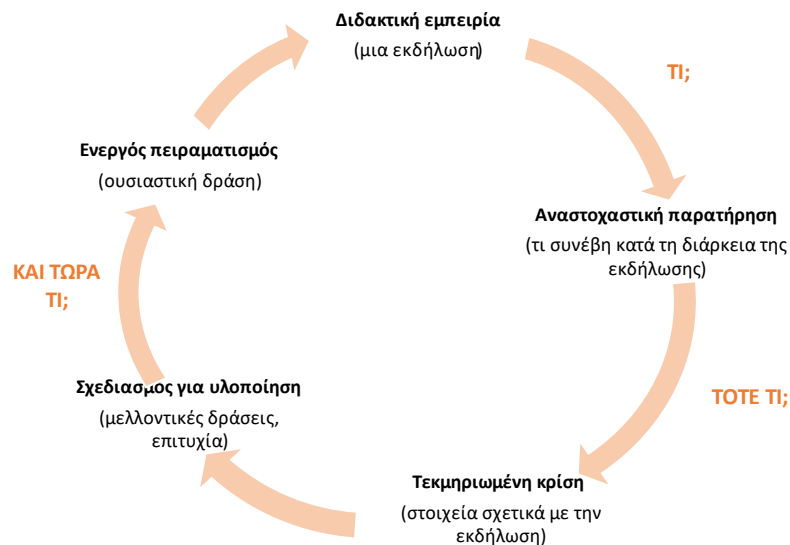 Διδακτική εμπειρία
(μια εκδήλωση)
ΤΙ;
Αναστοχαστική παρατήρηση
(τι συνέβη κατά τη διάρκεια της
εκδήλωσης)
ΤΟΤΕ ΤΙ;
Τεκμηριωμένη κρίση
(στοιχεία σχετικά με την
εκδήλωση)
Σχεδιασμος για υλοποίηση
(μελλοντικές δράσεις,
επιτυχία)
ΚΑΙ ΤΩΡΑ
ΤΙ;
Ενεργός πειραματισμός
(ουσιαστική δράση)